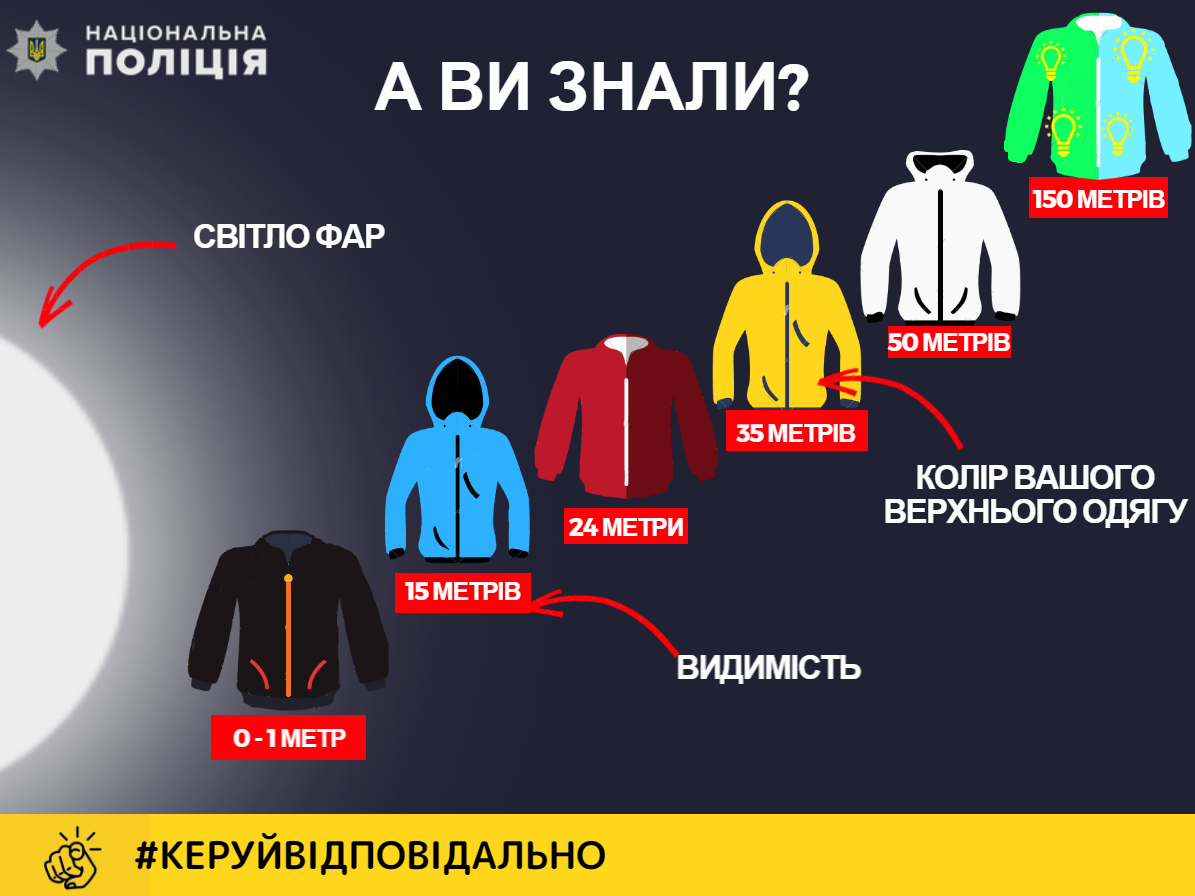 НАЦІОНАЛЬНА
ПОЛІЦІЯ
А ВИ ЗНАЛИ?
150 МЕТРІВ
СВІТЛО ФАР
50 МЕТРІВ
35 МЕТРІВ
КОЛІР ВАШОГО
ВЕРХНЬОГО ОДЯГУ
24 МЕТРИ
15 МЕТРІВ
ВИДИМІСТЬ
0 - 1 МЕТР
#КЕРУЙВІДПОВІДАЛЬНО